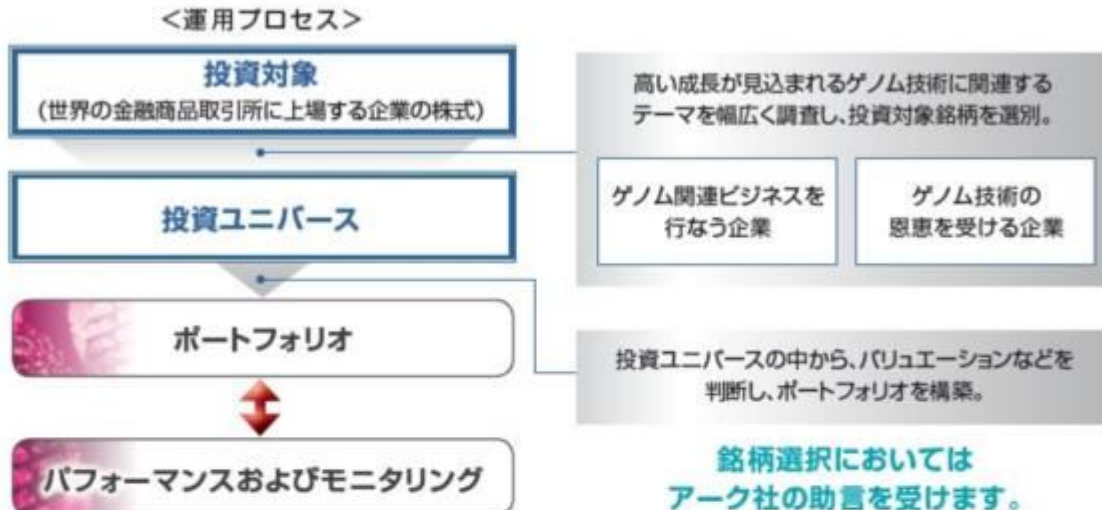 ＜運用プロセス＞
投資対象
（世界の金融商品取引所に上場する企業の株式）
高い成長が見込まれるゲノム技術に関連する
テーマを幅広く調査し、投資対象銘柄を選別。
ゲノム関連ビジネスを
行なう企業
ゲノム技術の
恩恵を受ける企業
投資ユニバース
ポートフォリオ
投資ユニバースの中から、バリュエーションなどを
判断し、ポートフォリオを構築。
パフォーマンスおよびモニタリング
銘柄選択においては
アーク社の助言を受けます。